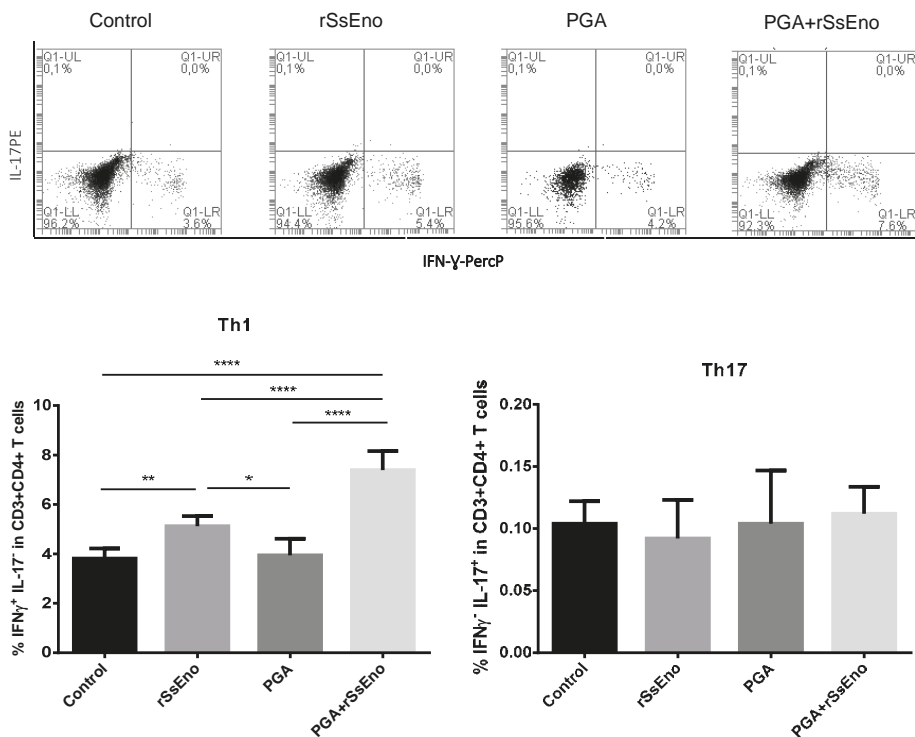 Control rSsEno PGA PGA+rSsEno
Q1-UL Q1-UR Q1-UL Q1-UR Q1-UL Q1-UR Q1-UL Q1-UR
0,1% 0,0% 0,1% 0,0% 0,1% 0,0% 0,1% 0,0%
IL-17PE
Q1-LL Q1-LR Q1-LL Q1-LR Q1-LL Q1-LR Q1-LL Q1-LR
96.2% 3.6% 94.4% 5.4% 95.6% 4.2% 92.3% 7.6%
IFN-Ɣ-PercP
Th1
% IFNγ⁺ IL-17⁻ in CD3+CD4+ T cells
10
8
6
4
2
0
****
****
****
**
*
Control rSsEno PGA PGA+rSsEno
Th17
% IFNγ⁻ IL-17⁺ in CD3+CD4+ T cells
0.20
0.15
0.10
0.05
0.00
Control rSsEno PGA PGA+rSsEno